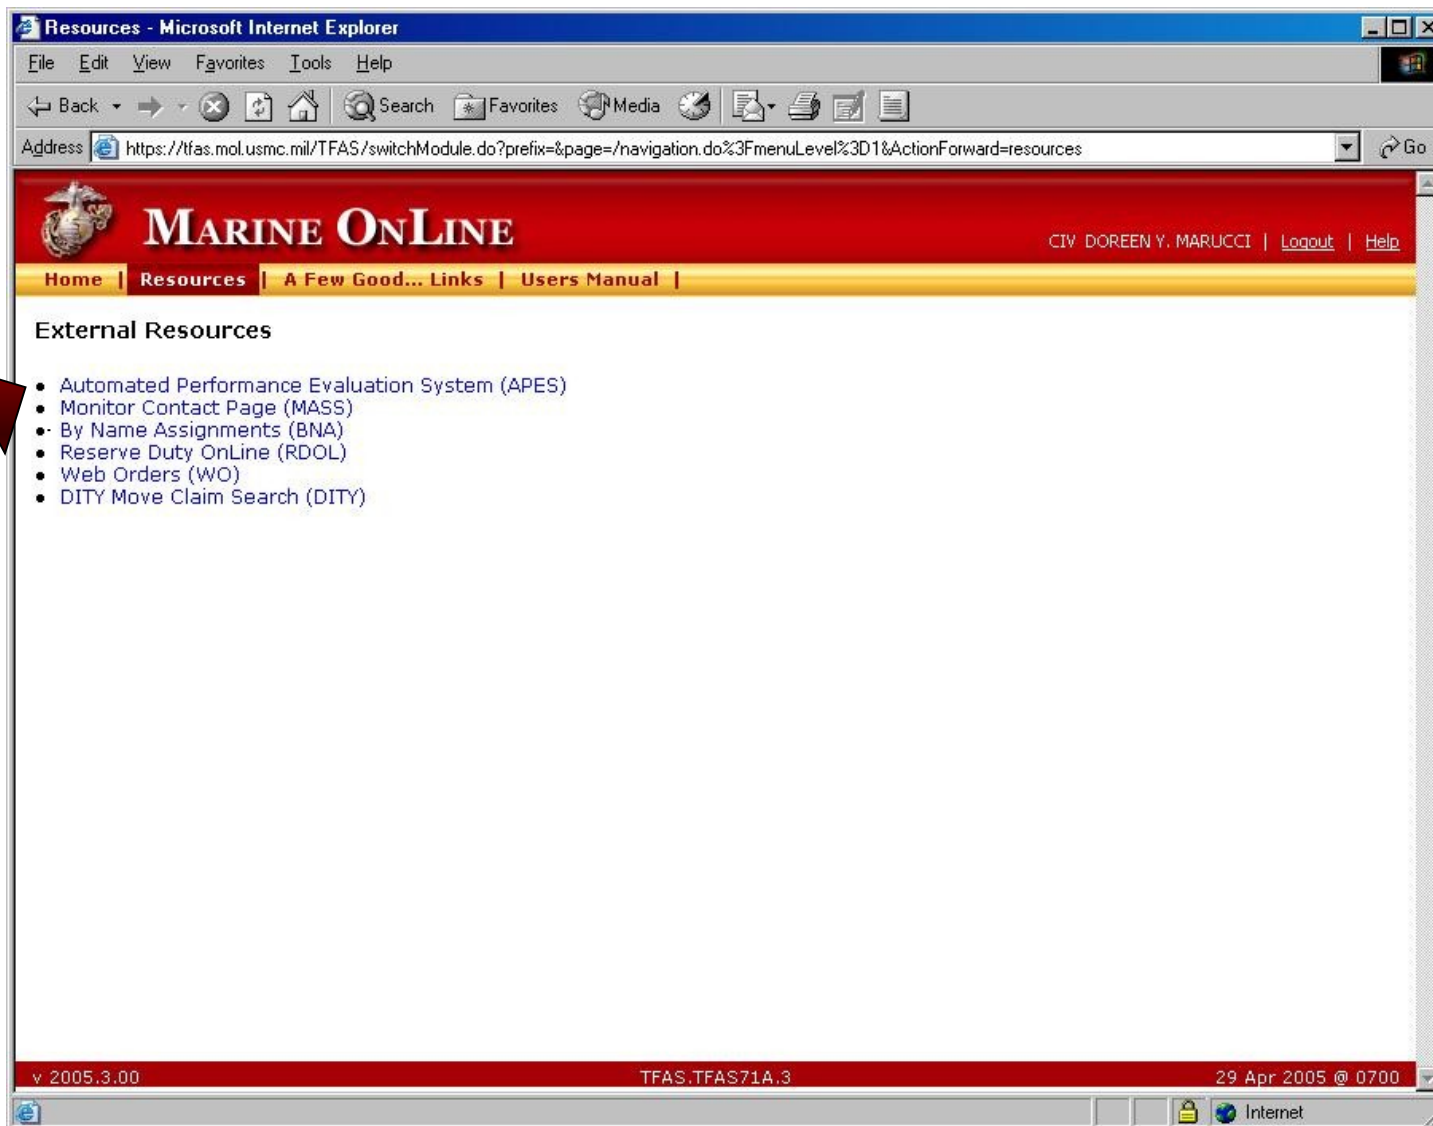 Resources - Microsoft Internet Explorer
File Edit View Favorites Tools Help
Back Search Favorites Media
Address https://tfas.mol.usmc.mil/TFAS/switchModule.do?prefix=&page=/navigation.do%3FmenuLevel%3D1&ActionForward=resources Go
MARINE ONLINE
CIV DOREEN Y. MARUCCI | Logout | Help
Home | Resources | A Few Good... Links | Users Manual |
External Resources
• Automated Performance Evaluation System (APES)
• Monitor Contact Page (MASS)
• By Name Assignments (BNA)
• Reserve Duty OnLine (RDOL)
• Web Orders (WO)
• DITY Move Claim Search (DITY)
v 2005.3.00 TFAS.TFAS71A.3 29 Apr 2005 @ 0700
Internet